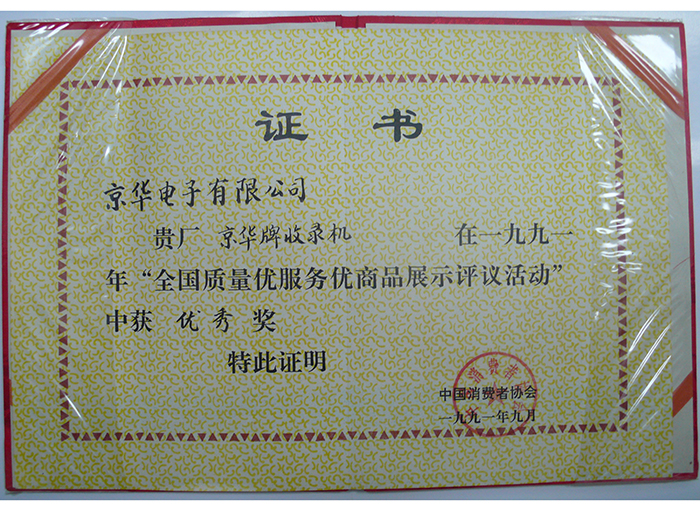 证 书
京华电子有限公司
贵厂 京华牌收录机 在一九九一
年“全国质量优服务优商品展示评议活动”
中获 优秀 奖
特此证明
中国消费者协会
一九九一年九月